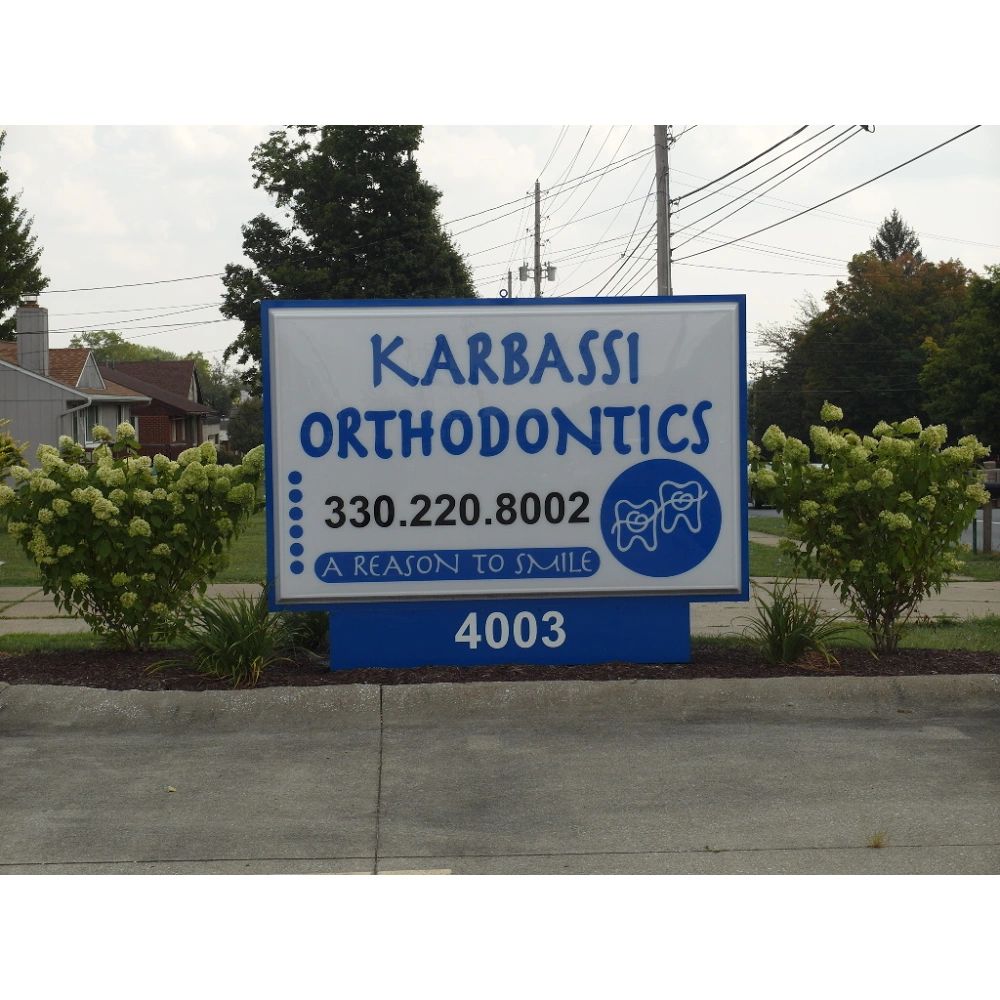 KARBASSI
ORTHODONTICS
330.220.8002
A REASON TO SMILE
4003